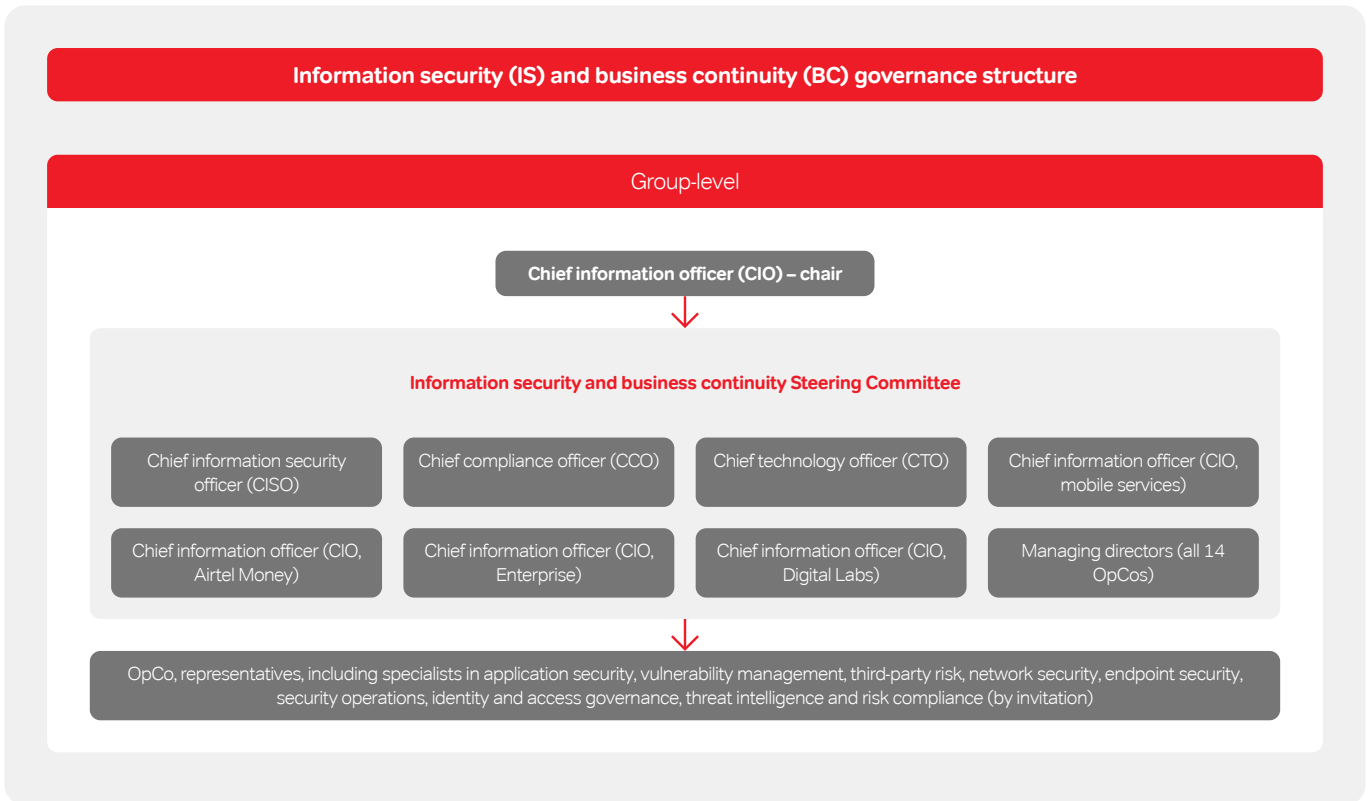 Information security (IS) and business continuity (BC) governance structure
Group-level
Chief information officer (CIO) – chair
Information security and business continuity Steering Committee
Chief information security
officer (CISO)
Chief compliance officer (CCO)
Chief technology officer (CTO)
Chief information officer (CIO,
mobile services)
Chief information officer (CIO,
Airtel Money)
Chief information officer (CIO,
Enterprise)
Chief information officer (CIO,
Digital Labs)
Managing directors (all 14
OpCos)
OpCo, representatives, including specialists in application security, vulnerability management, third-party risk, network security, endpoint security,
security operations, identity and access governance, threat intelligence and risk compliance (by invitation)